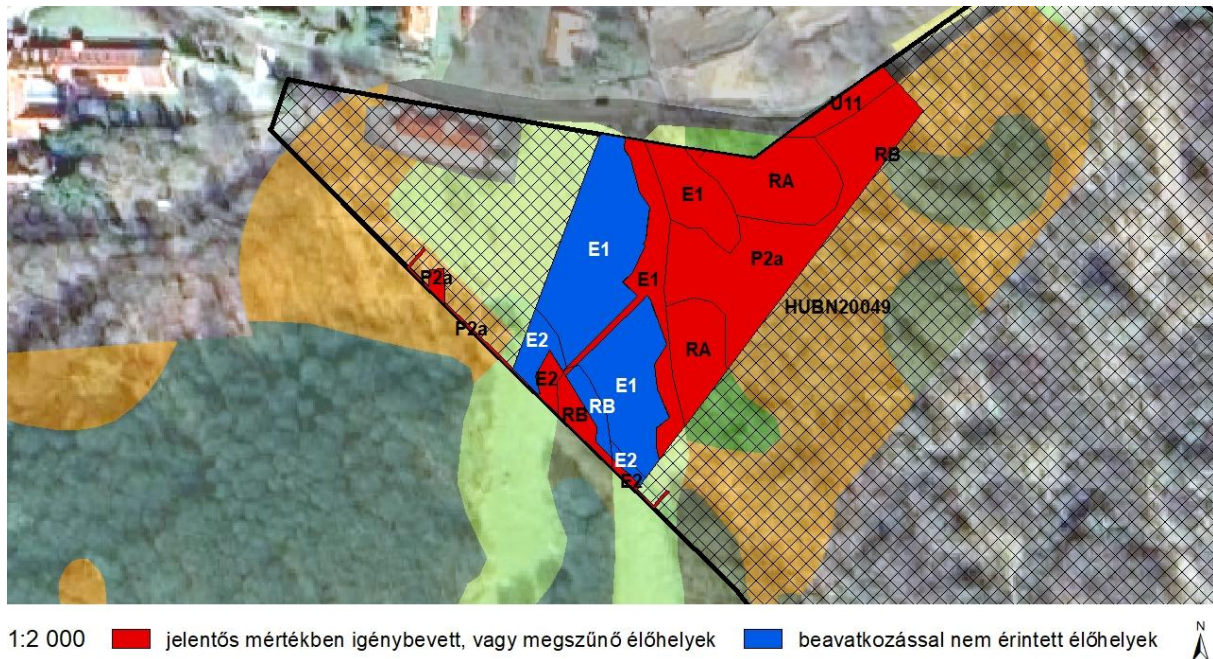 U11
RB
RA
E1
P2a
E1
E1
P2a
HUBN20049
P2a
E2
RA
E2
E1
RB
RB
E2
E2
1:2 000 jelentős mértékben igénybevett, vagy megszűnő élőhelyek beavatkozással nem érintett élőhelyek N